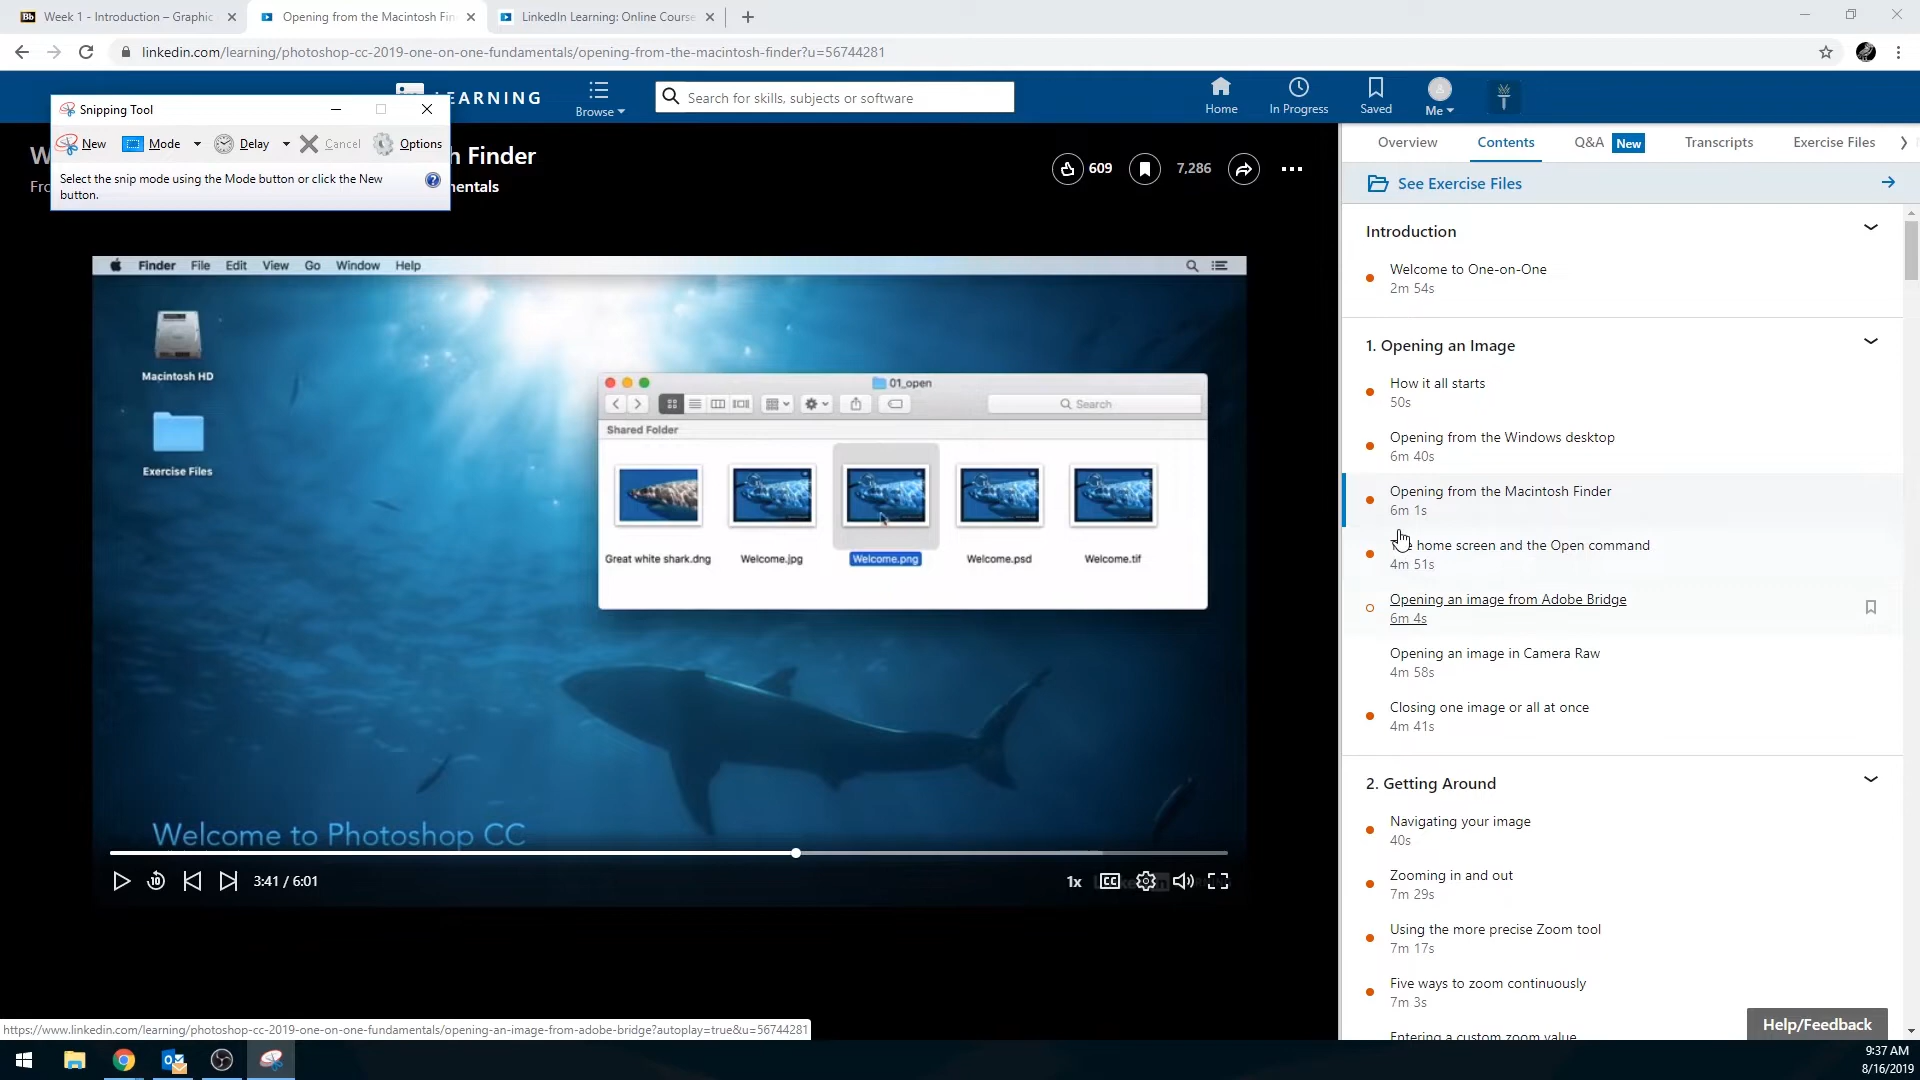 Week 1 - Introduction – Graphic
Opening from the Macintosh Fin
LinkedIn Learning: Online Course
linkedin.com/learning/photoshop-cc-2019-one-on-one-fundamentals/opening-from-the-macintosh-finder?u=56744281
LEARNING
Browse
Search for skills, subjects or software
Home
In Progress
Saved
Me
Snipping Tool
New
Mode
Delay
Cancel
Options
Select the snip mode using the Mode button or click the New
button.
h Finder
nentals
609
7,286
Overview
Contents
Q&A
New
Transcripts
Exercise Files
See Exercise Files
Finder
File
Edit
View
Go
Window
Help
Macintosh HD
Exercise Files
01_open
Search
Shared Folder
Great white shark.dng
Welcome.jpg
Welcome.png
Welcome.psd
Welcome.tif
Welcome to Photoshop CC
3:41 / 6:01
1x
CC
Introduction
Welcome to One-on-One
2m 54s
1. Opening an Image
How it all starts
50s
Opening from the Windows desktop
6m 40s
Opening from the Macintosh Finder
6m 1s
home screen and the Open command
4m 51s
Opening an image from Adobe Bridge
6m 4s
Opening an image in Camera Raw
4m 58s
Closing one image or all at once
4m 41s
2. Getting Around
Navigating your image
40s
Zooming in and out
7m 29s
Using the more precise Zoom tool
7m 17s
Five ways to zoom continuously
7m 3s
Entering a custom zoom value
Help/Feedback
https://www.linkedin.com/learning/photoshop-cc-2019-one-on-one-fundamentals/opening-an-image-from-adobe-bridge?autoplay=true&u=56744281
9:37 AM
8/16/2019